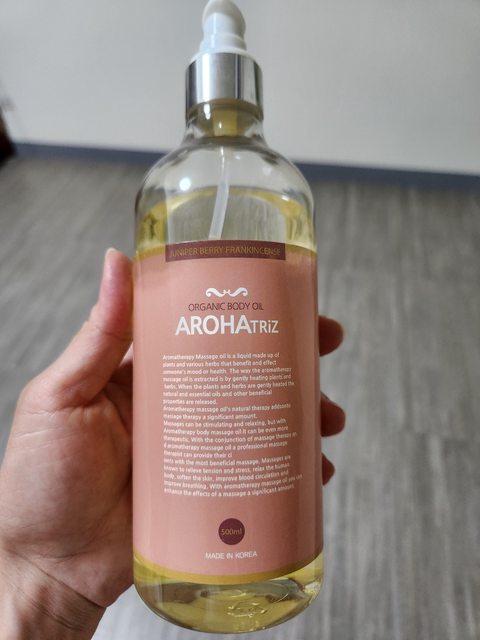 JUNIPER BERRY FRANKINCENSE
ORGANIC BODY OIL
AROHATRiZ
Aromatherapy Massage oil is a liquid made up of
plants and various herbs that benefit and effect
someone's mood or health. The way the aromatherapy
massage oil is extracted is by gently heating plants and
herbs. When the plants and herbs are gently heated the
natural and essential oils and other beneficial
properties are released.
Aromatherapy massage oil's natural therapy addsonto
massage therapy a significant amount.
Massages can be stimulating and relaxing, but with
Aromatherapy body massage oil it can be even more
therapeutic. With the conjunction of massage therapy an
d aromatherapy massage oil a professional massage
therapist can provide their cl
ients with the most beneficial massage. Massages are
known to relieve tension and stress, relax the human
body, soften the skin, improve blood circulation and
improve breathing. With aromatherapy massage oil you can
enhance the effects of a massage a significant amount.
500ml
MADE IN KOREA